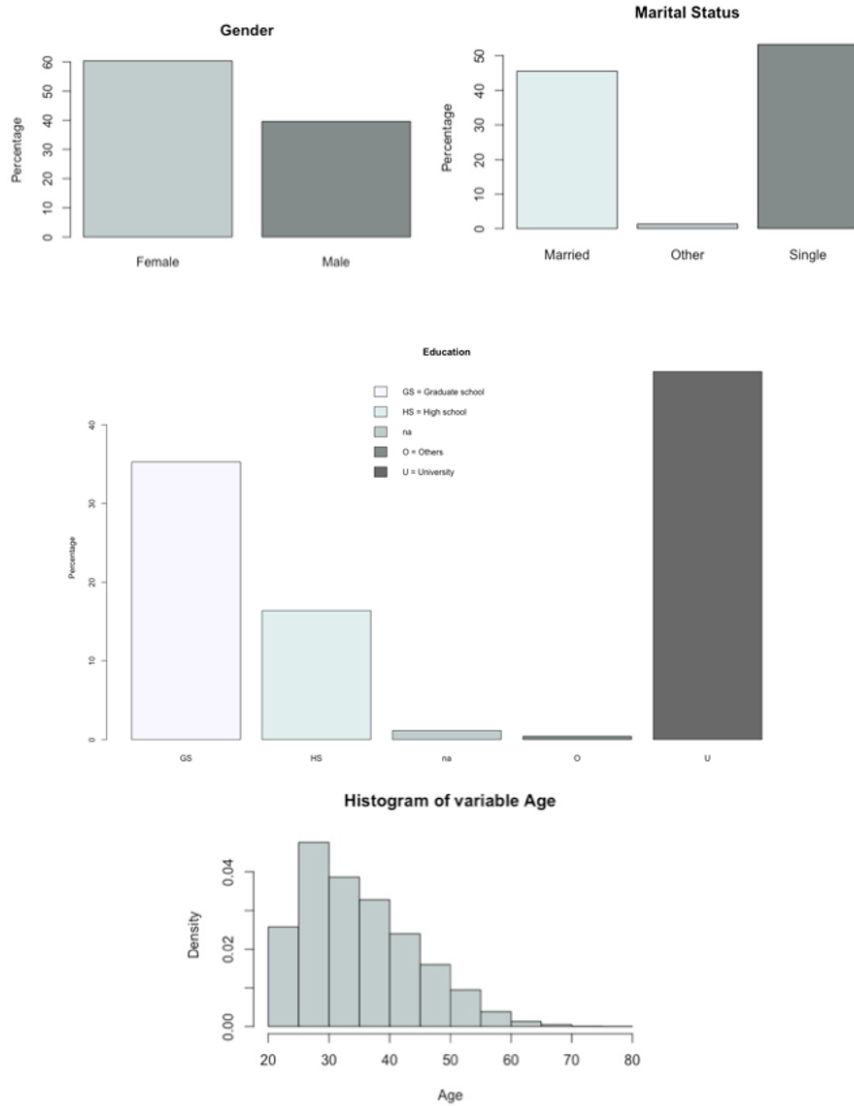 Gender
Percentage
60
50
40
30
20
10
0
Female Male
Marital Status
Percentage
50
40
30
20
10
0
Married Other Single
Education
GS = Graduate school
HS = High school
na
O = Others
U = University
Percentage
40
30
20
10
0
GS HS na O U
Histogram of variable Age
Density
0.04
0.02
0.00
20 30 40 50 60 70 80
Age